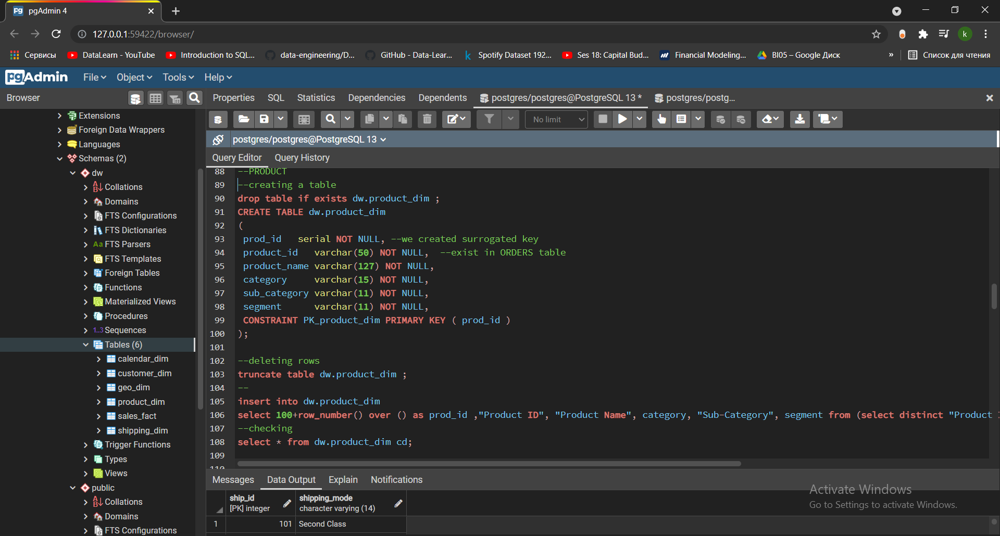 pgAdmin 4
127.0.0.1:59422/browser/
k
Сервисы
DataLearn - YouTube
Introduction to SQL...
data-engineering/D...
GitHub - Data-Lear...
Spotify Dataset 192...
Ses 18: Capital Bud...
Financial Modeling...
BI05 – Google Диск
»
Список для чтения
pgAdmin
File
Object
Tools
Help
Browser
Properties
SQL
Statistics
Dependencies
Dependents
postgres/postgres@PostgreSQL 13 *
postgres/postg...
No limit
postgres/postgres@PostgreSQL 13
Query Editor
Query History
Extensions
Foreign Data Wrappers
Languages
Schemas (2)
dw
Collations
Domains
FTS Configurations
FTS Dictionaries
FTS Parsers
FTS Templates
Foreign Tables
Functions
Materialized Views
Procedures
Sequences
Tables (6)
calendar_dim
customer_dim
geo_dim
product_dim
sales_fact
shipping_dim
Trigger Functions
Types
Views
public
Collations
Domains
FTS Configurations
88 --PRODUCT
89 --creating a table
90 drop table if exists dw.product_dim ;
91 CREATE TABLE dw.product_dim
92 (
93 prod_id serial NOT NULL, --we created surrogated key
94 product_id varchar(50) NOT NULL, --exist in ORDERS table
95 product_name varchar(127) NOT NULL,
96 category varchar(15) NOT NULL,
97 sub_category varchar(11) NOT NULL,
98 segment varchar(11) NOT NULL,
99 CONSTRAINT PK_product_dim PRIMARY KEY ( prod_id )
100 );
101
102 --deleting rows
103 truncate table dw.product_dim ;
104 --
105 insert into dw.product_dim
106 select 100+row_number() over () as prod_id ,"Product ID", "Product Name", category, "Sub-Category", segment from (select distinct "Product
107 --checking
108 select * from dw.product_dim cd;
109
110
Messages
Data Output
Explain
Notifications
ship_id
[PK] integer
shipping_mode
character varying (14)
1 101 Second Class
Activate Windows
Go to Settings to activate Windows.